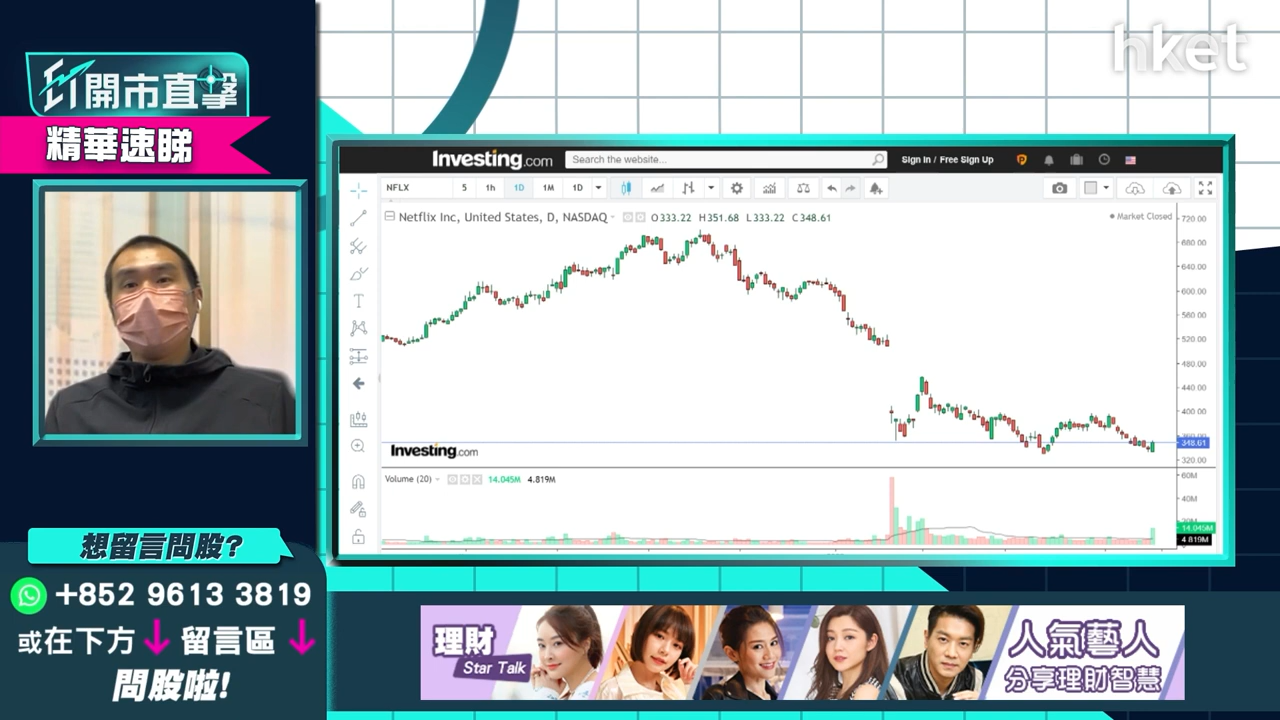 hket
ET開市直擊
精華速睇
Investing.com
Search the website...
Sign In / Free Sign Up
NFLX
5
1h
1D
1M
1D
Netflix Inc, United States, D, NASDAQ
O333.22 H351.68 L333.22 C348.61
Market Closed
720.00
680.00
640.00
600.00
560.00
520.00
480.00
440.00
400.00
348.61
320.00
Investing.com
Volume (20)
14.045M 4.819M
60M
40M
14.045M
4.819M
想留言問股?
+852 9613 3819
或在下方↓留言區↓
問股啦!
理財
Star Talk
人氣藝人
分享理財智慧